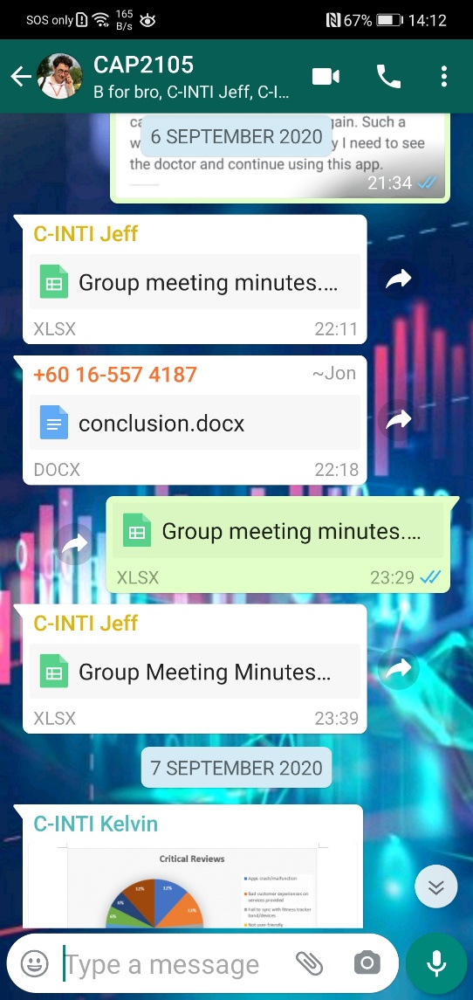 SOS only 165 B/s 67% 14:12
CAP2105
B for bro, C-INTI Jeff, C-I...
6 SEPTEMBER 2020
gain. Such a
y I need to see
the doctor and continue using this app.
21:34
C-INTI Jeff
Group meeting minutes....
XLSX 22:11
+60 16-557 4187 ~Jon
conclusion.docx
DOCX 22:18
Group meeting minutes....
XLSX 23:29
C-INTI Jeff
Group Meeting Minutes...
XLSX 23:39
7 SEPTEMBER 2020
C-INTI Kelvin
Critical Reviews
Apps crash/malfunction
Bad customer experiences on
services provided
Fail to sync with fitness tracker
band/devices
Not user-friendly
12% 12%
12%
6%
Type a message